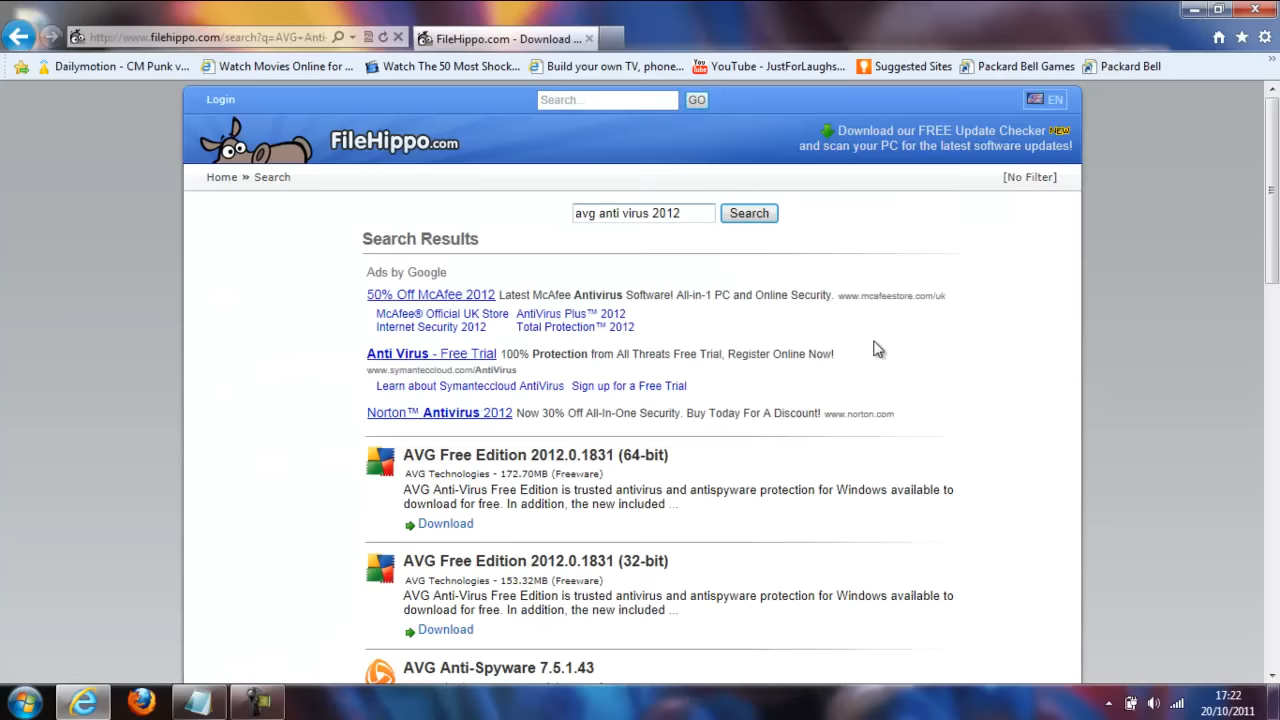 http://www.filehippo.com/search?q=AVG+Anti-
FileHippo.com - Download ...
Dailymotion - CM Punk v...
Watch Movies Online for ...
Watch The 50 Most Shock...
Build your own TV, phone...
YouTube - JustForLaughs...
Suggested Sites
Packard Bell Games
Packard Bell
Login
Search...
GO
EN
FileHippo.com
Download our FREE Update Checker NEW
and scan your PC for the latest software updates!
Home » Search
[No Filter]
avg anti virus 2012
Search
Search Results
Ads by Google
50% Off McAfee 2012 Latest McAfee Antivirus Software! All-in-1 PC and Online Security. www.mcafeestore.com/uk
McAfee® Official UK Store AntiVirus Plus™ 2012
Internet Security 2012 Total Protection™ 2012
Anti Virus - Free Trial 100% Protection from All Threats Free Trial, Register Online Now!
www.symanteccloud.com/AntiVirus
Learn about Symanteccloud AntiVirus Sign up for a Free Trial
Norton™ Antivirus 2012 Now 30% Off All-In-One Security. Buy Today For A Discount! www.norton.com
AVG Free Edition 2012.0.1831 (64-bit)
AVG Technologies - 172.70MB (Freeware)
AVG Anti-Virus Free Edition is trusted antivirus and antispyware protection for Windows available to
download for free. In addition, the new included ...
Download
AVG Free Edition 2012.0.1831 (32-bit)
AVG Technologies - 153.32MB (Freeware)
AVG Anti-Virus Free Edition is trusted antivirus and antispyware protection for Windows available to
download for free. In addition, the new included ...
Download
AVG Anti-Spyware 7.5.1.43
17:22
20/10/2011